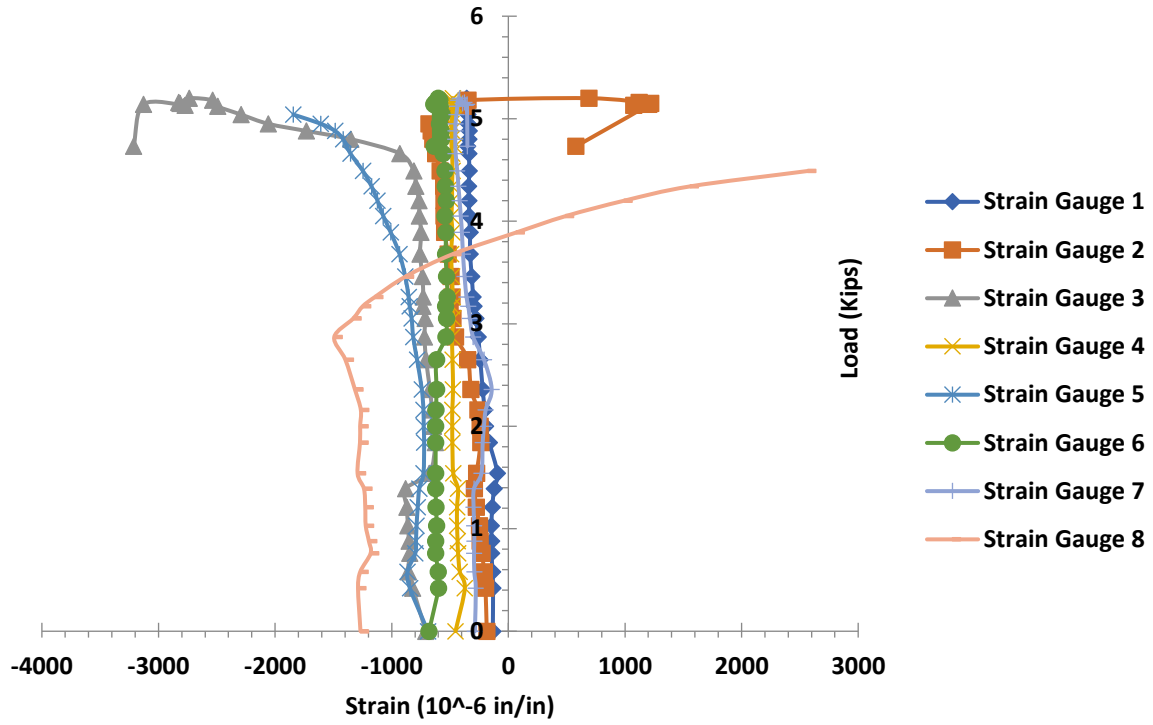 6
5
4
3
2
1
0
-4000 -3000 -2000 -1000 0 1000 2000 3000
Strain (10^-6 in/in)
Load (Kips)
Strain Gauge 1
Strain Gauge 2
Strain Gauge 3
Strain Gauge 4
Strain Gauge 5
Strain Gauge 6
Strain Gauge 7
Strain Gauge 8